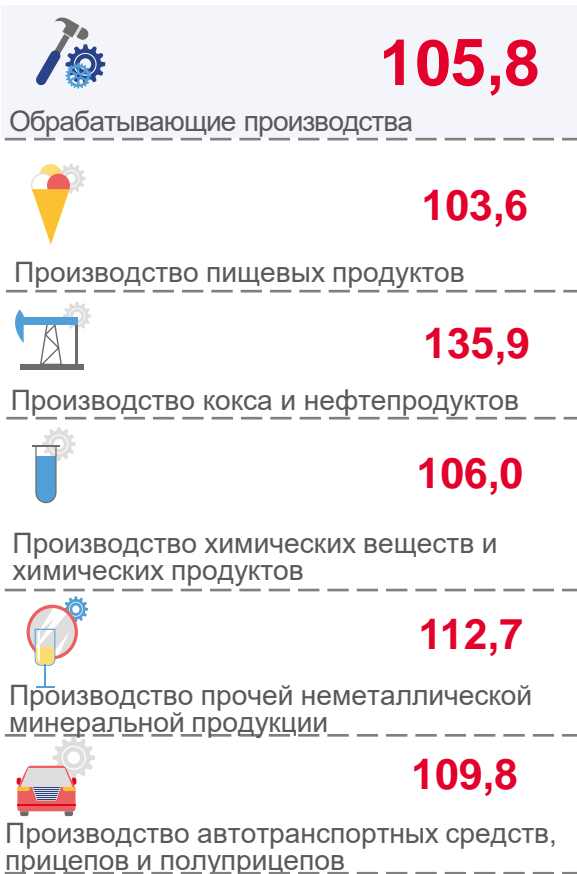 105,8
Обрабатывающие производства
103,6
Производство пищевых продуктов
135,9
Производство кокса и нефтепродуктов
106,0
Производство химических веществ и
химических продуктов
112,7
Производство прочей неметаллической
минеральной продукции
109,8
Производство автотранспортных средств,
прицепов и полуприцепов